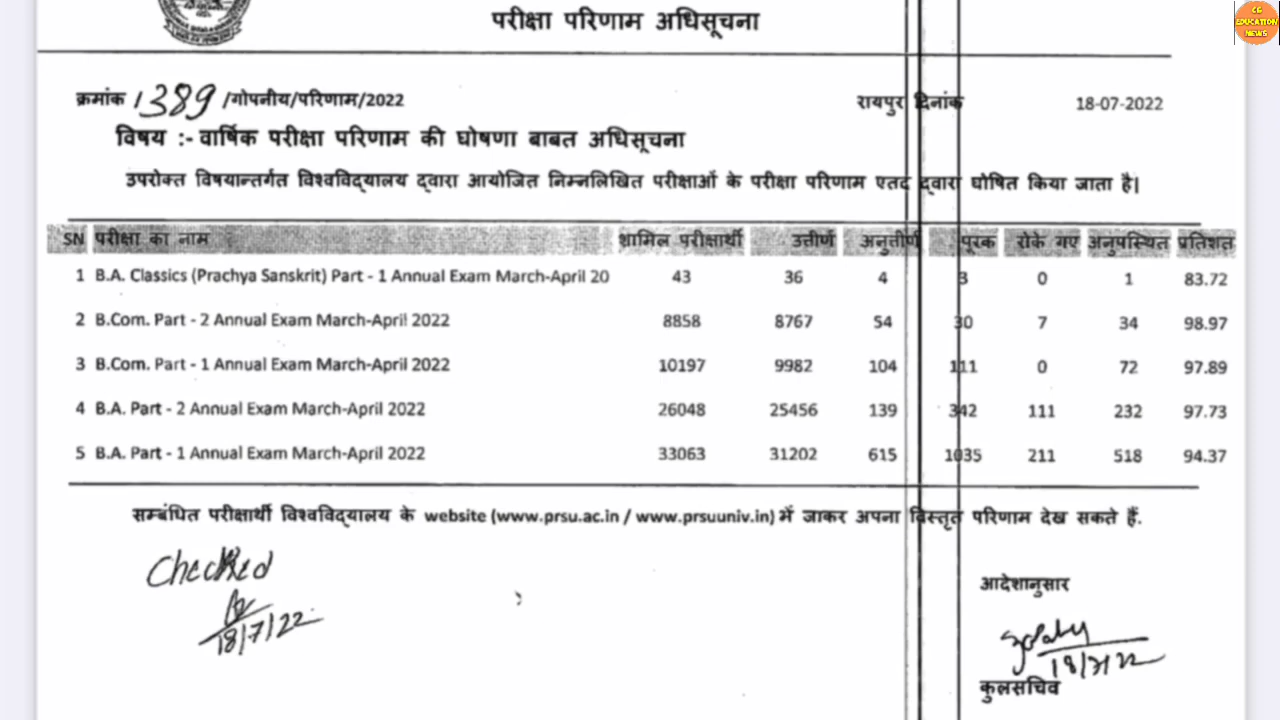 CG EDUCATION NEWS
परीक्षा परिणाम अधिसूचना
क्रमांक 1389/गोपनीय/परिणाम/2022 रायपुर दिनांक 18-07-2022
विषय :- वार्षिक परीक्षा परिणाम की घोषणा बाबत अधिसूचना
उपरोक्त विषयान्तर्गत विश्वविद्यालय द्वारा आयोजित निम्नलिखित परीक्षाओं के परीक्षा परिणाम एतद द्वारा घोषित किया जाता है।
SN परीक्षा का नाम शामिल परीक्षार्थी उत्तीर्ण अनुत्तीर्ण पूरक रोके गए अनुपस्थित प्रतिशत
1 B.A. Classics (Prachya Sanskrit) Part - 1 Annual Exam March-April 20 43 36 4 3 0 1 83.72
2 B.Com. Part - 2 Annual Exam March-April 2022 8858 8767 54 30 7 34 98.97
3 B.Com. Part - 1 Annual Exam March-April 2022 10197 9982 104 111 0 72 97.89
4 B.A. Part - 2 Annual Exam March-April 2022 26048 25456 139 342 111 232 97.73
5 B.A. Part - 1 Annual Exam March-April 2022 33063 31202 615 1035 211 518 94.37
सम्बंधित परीक्षार्थी विश्वविद्यालय के website (www.prsu.ac.in / www.prsuuniv.in) में जाकर अपना विस्तृत परिणाम देख सकते हैं.
Checked
18/7/22
आदेशानुसार
18/7/22
कुलसचिव